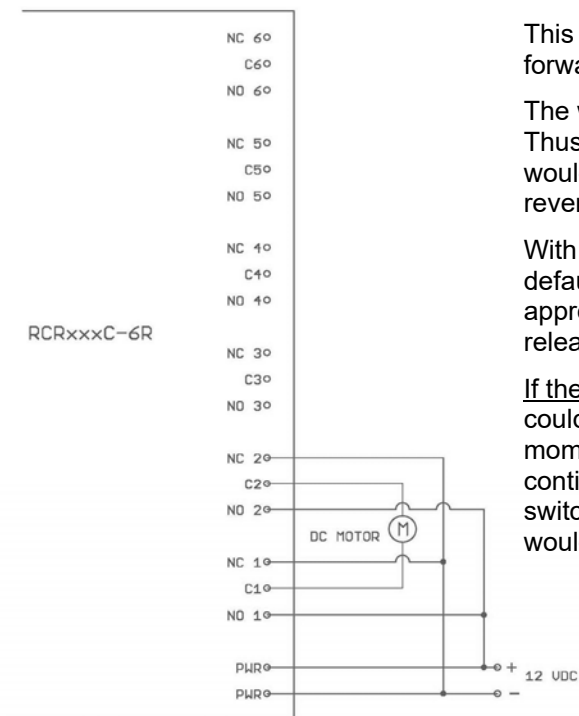 NC 6
C6
NO 6
NC 5
C5
NO 5
NC 4
C4
NO 4
RCRxxxC-6R
NC 3
C3
NO 3
NC 2
C2
NO 2
DC MOTOR
M
NC 1
C1
NO 1
PWR
PWR
+
12 VDC
−
This
forwa
The
Thus
woul
rever
With
defau
appro
relea
If the
could
mom
conti
switc
woul